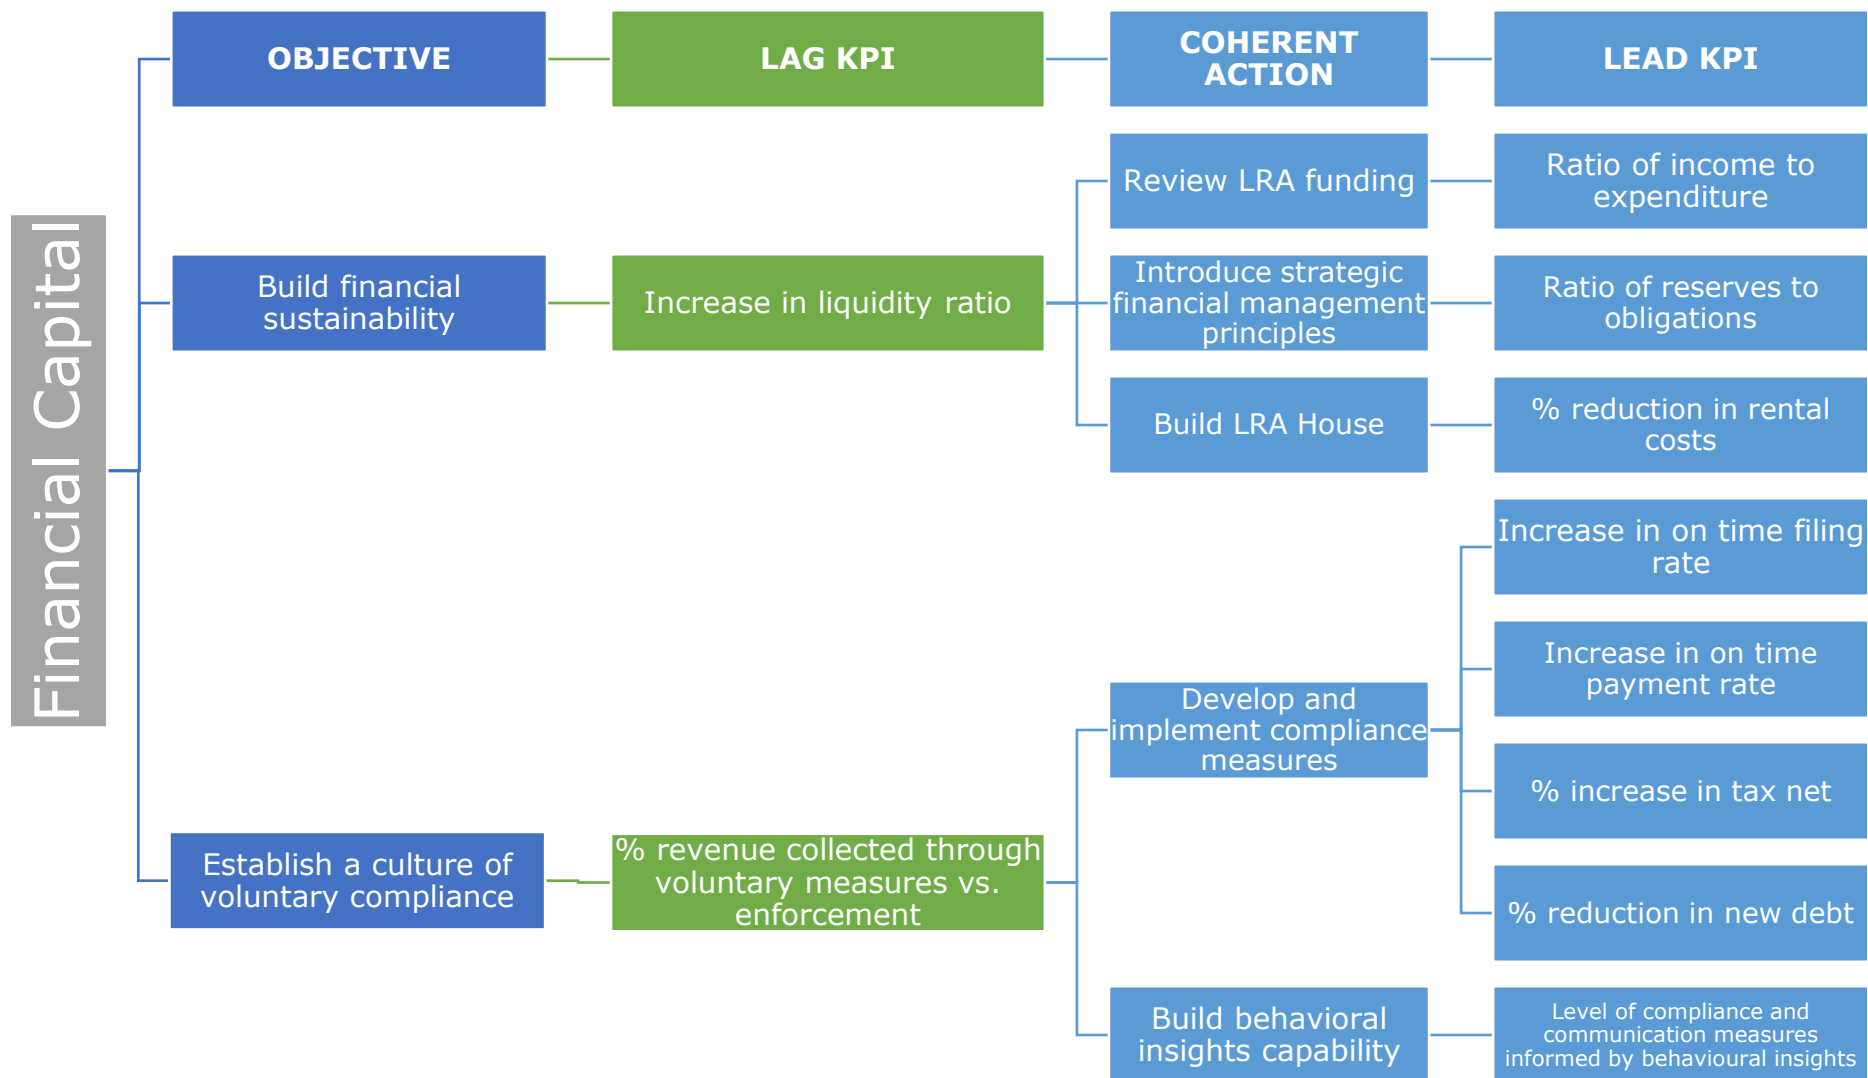 Financial Capital
OBJECTIVE
LAG KPI
COHERENT
ACTION
LEAD KPI
Build financial
sustainability
Increase in liquidity ratio
Review LRA funding
Ratio of income to
expenditure
Introduce strategic
financial management
principles
Ratio of reserves to
obligations
Build LRA House
% reduction in rental
costs
Establish a culture of
voluntary compliance
% revenue collected through
voluntary measures vs.
enforcement
Develop and
implement compliance
measures
Increase in on time filing
rate
Increase in on time
payment rate
% increase in tax net
% reduction in new debt
Build behavioral
insights capability
Level of compliance and
communication measures
informed by behavioural insights